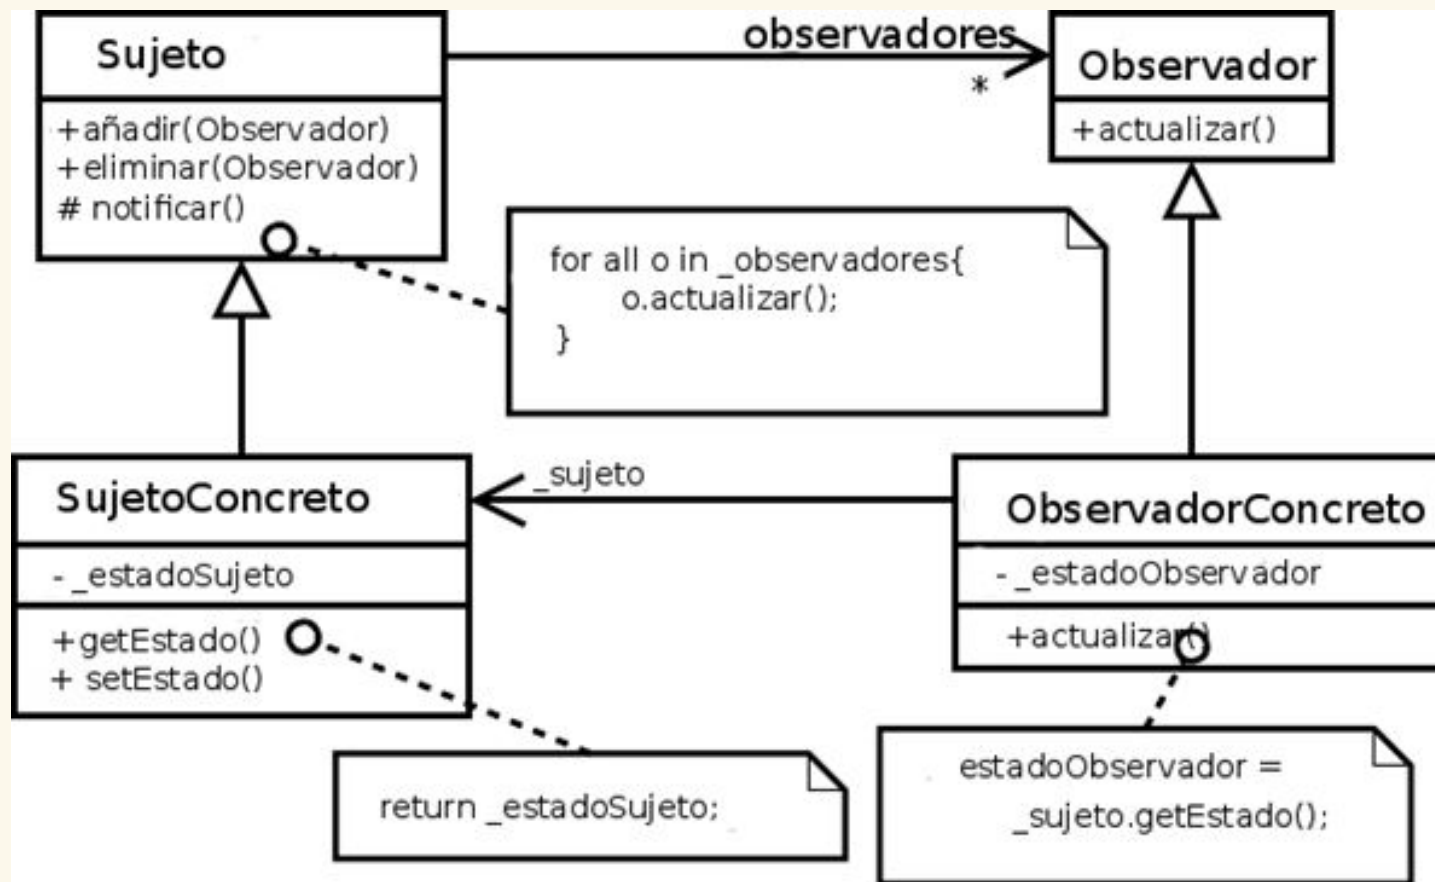 Sujeto
+añadir(Observador)
+eliminar(Observador)
# notificar()
observadores
*
Observador
+actualizar()
for all o in _observadores{
o.actualizar();
}
SujetoConcreto
- _estadoSujeto
+getEstado()
+ setEstado()
_sujeto
ObservadorConcreto
- _estadoObservador
+actualizar()
return _estadoSujeto;
estadoObservador =
_sujeto.getEstado();